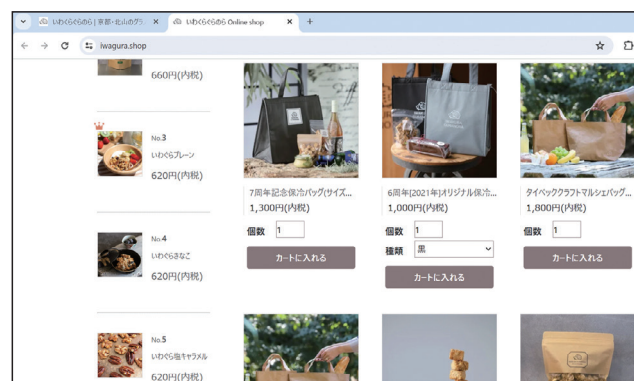 いわくらぐらのら | 京都・北山のグラ
いわくらぐらのら Online shop
iwagura.shop
660円(内税)
No.3
いわぐらプレーン
620円(内税)
No.4
いわぐらきなこ
620円(内税)
No.5
いわぐら塩キャラメル
620円(内税)
7周年記念保冷バッグ(サイズ...
1,300円(内税)
個数 1
カートに入れる
6周年[2021年]オリジナル保冷...
1,000円(内税)
個数 1
種類 黒
カートに入れる
タイベッククラフトマルシェバッグ...
1,800円(内税)
個数 1
カートに入れる